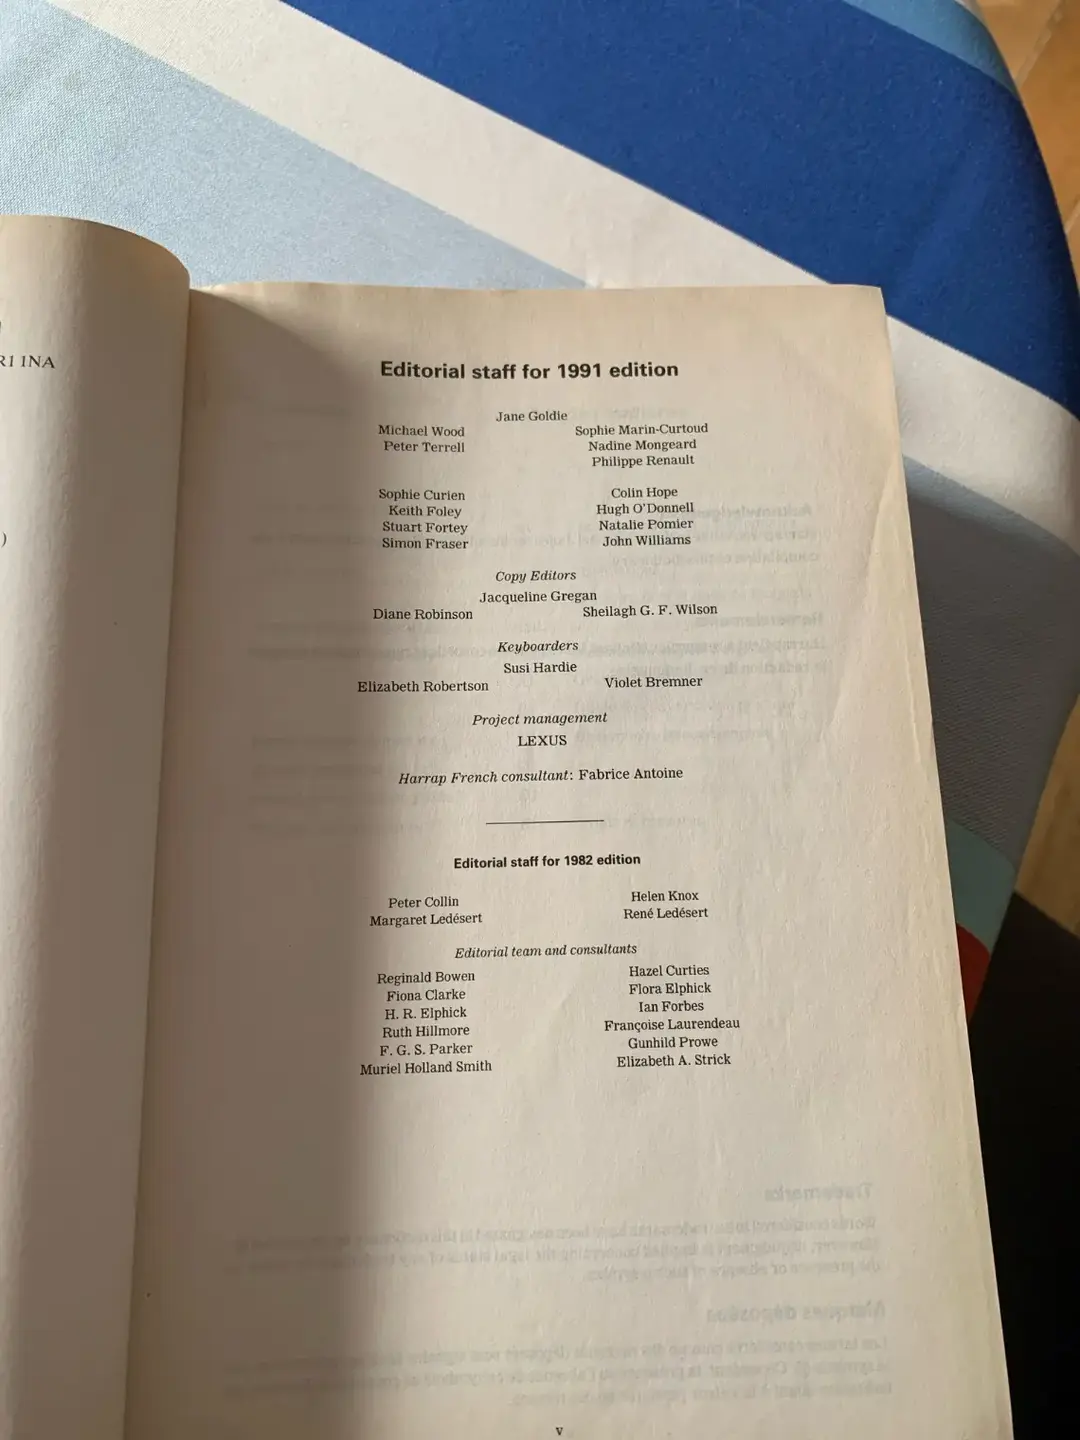 R1 1NA
)
Editorial staff for 1991 edition
Jane Goldie
Michael Wood Sophie Marin-Curtoud
Peter Terrell Nadine Mongeard
Philippe Renault
Sophie Curien Colin Hope
Keith Foley Hugh O'Donnell
Stuart Fortey Natalie Pomier
Simon Fraser John Williams
Copy Editors
Jacqueline Gregan
Diane Robinson Sheilagh G. F. Wilson
Keyboarders
Susi Hardie
Elizabeth Robertson Violet Bremner
Project management
LEXUS
Harrap French consultant: Fabrice Antoine
Editorial staff for 1982 edition
Peter Collin Helen Knox
Margaret Ledésert René Ledésert
Editorial team and consultants
Reginald Bowen Hazel Curties
Fiona Clarke Flora Elphick
H. R. Elphick Ian Forbes
Ruth Hillmore Françoise Laurendeau
F. G. S. Parker Gunhild Prowe
Muriel Holland Smith Elizabeth A. Strick
Trademarks
Marques déposées
v